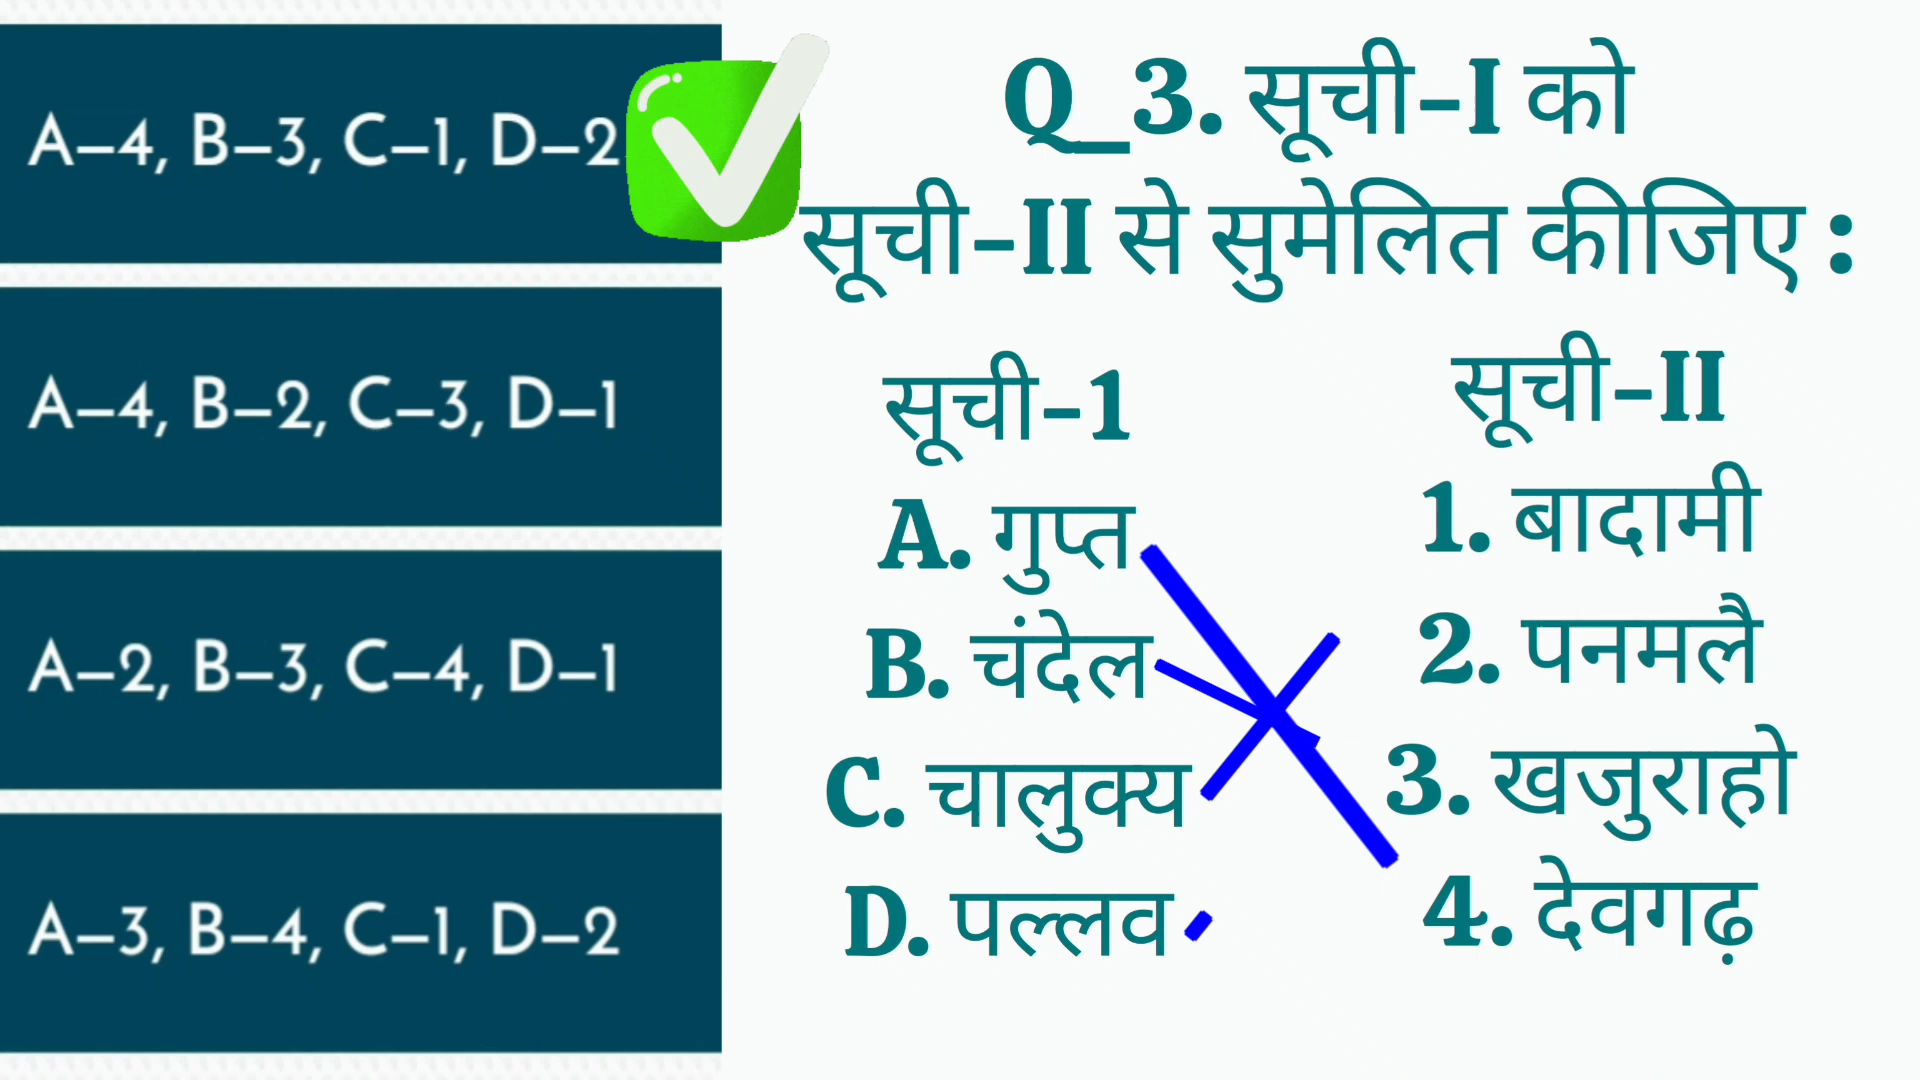 A–4, B–3, C–1, D–2
A–4, B–2, C–3, D–1
A–2, B–3, C–4, D–1
A–3, B–4, C–1, D–2
Q_3. सूची-I को
सूची-II से सुमेलित कीजिए :
सूची-1
A. गुप्त
B. चंदेल
C. चालुक्य
D. पल्लव
सूची-II
1. बादामी
2. पनमलै
3. खजुराहो
4. देवगढ़